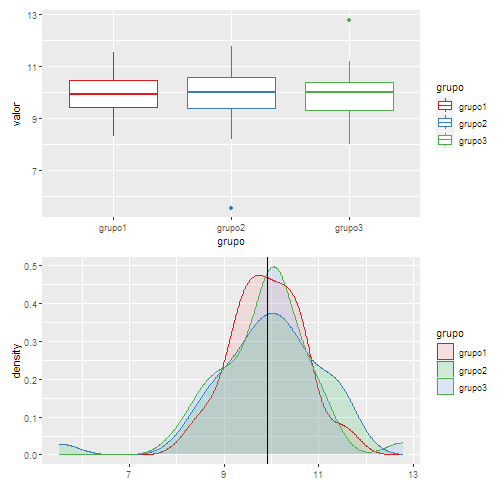 13
11
9
7
valor
grupo1
grupo2
grupo3
grupo
grupo
grupo1
grupo2
grupo3
0.5
0.4
0.3
0.2
0.1
0.0
density
7
9
11
13
grupo
grupo1
grupo2
grupo3